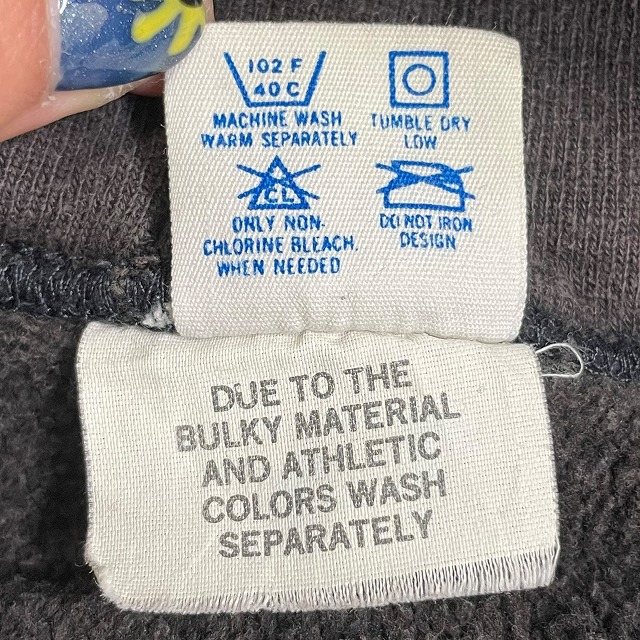 102 F
40 C
MACHINE WASH
WARM SEPARATELY
TUMBLE DRY
LOW
CL
ONLY NON-
CHLORINE BLEACH.
WHEN NEEDED
DO NOT IRON
DESIGN
DUE TO THE
BULKY MATERIAL
AND ATHLETIC
COLORS WASH
SEPARATELY